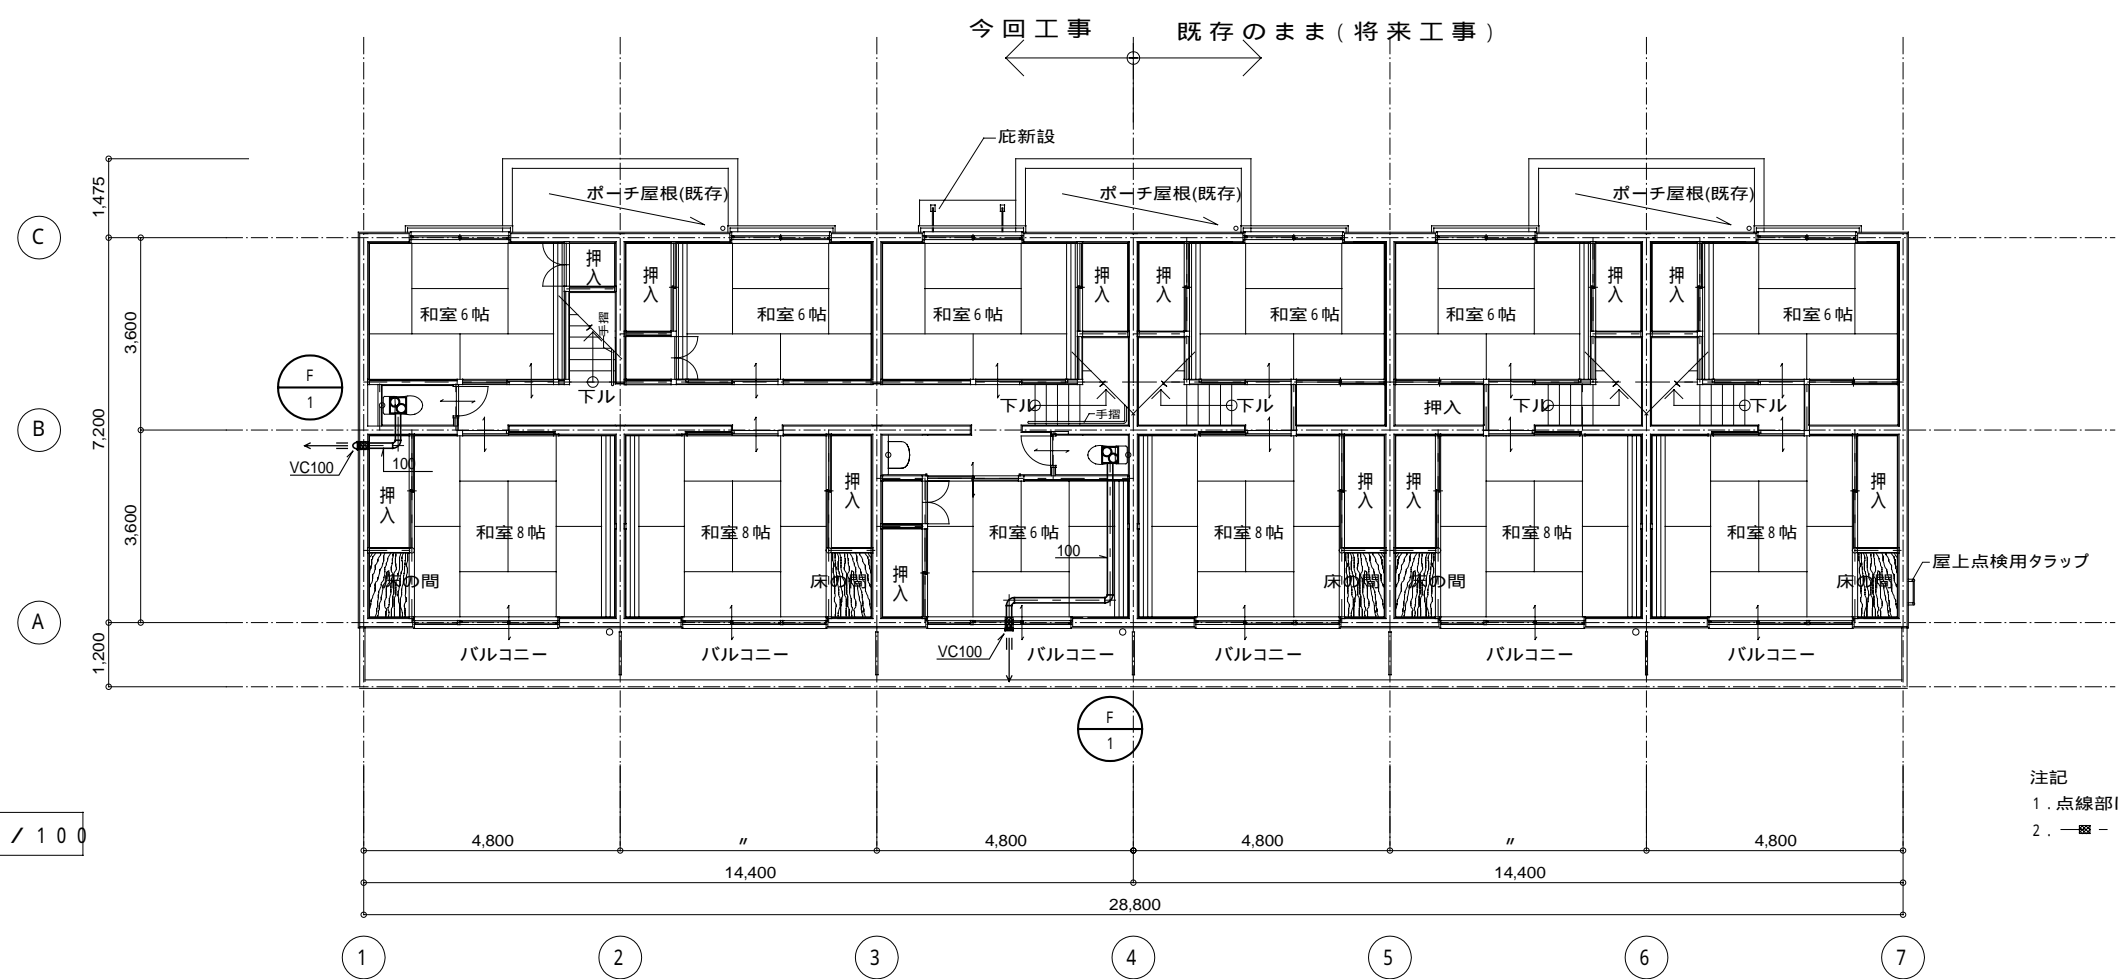 今回工事
既存のまま(将来工事)
庇新設
ポーチ屋根(既存)
ポーチ屋根(既存)
ポーチ屋根(既存)
1,475
C
押入
押入
押入
押入
押入
押入
和室6帖
和室6帖
和室6帖
和室6帖
和室6帖
和室6帖
手摺
3,600
F
1
下ル
下ル
手摺
下ル
押入
下ル
下ル
B
7,200
VC100
100
押入
押入
押入
押入
押入
和室8帖
和室8帖
和室6帖
和室8帖
和室8帖
和室8帖
3,600
100
押入
床の間
床の間
床の間
床の間
床の間
屋上点検用タラップ
A
1,200
バルコニー
バルコニー
VC100
バルコニー
バルコニー
バルコニー
バルコニー
F
1
注記
1.点線部
2.
/100
4,800
〃
4,800
4,800
〃
4,800
14,400
14,400
28,800
1
2
3
4
5
6
7